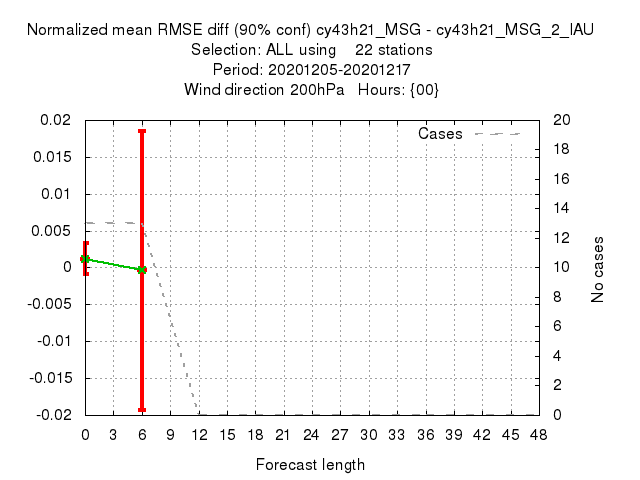 Normalized mean RMSE diff (90% conf) cy43h21_MSG - cy43h21_MSG_2_IAU
Selection: ALL using 22 stations
Period: 20201205-20201217
Wind direction 200hPa Hours: {00}
Cases
0.02
0.015
0.01
0.005
0
-0.005
-0.01
-0.015
-0.02
20
18
16
14
12
10
8
6
4
2
0
No cases
0 3 6 9 12 15 18 21 24 27 30 33 36 39 42 45 48
Forecast length